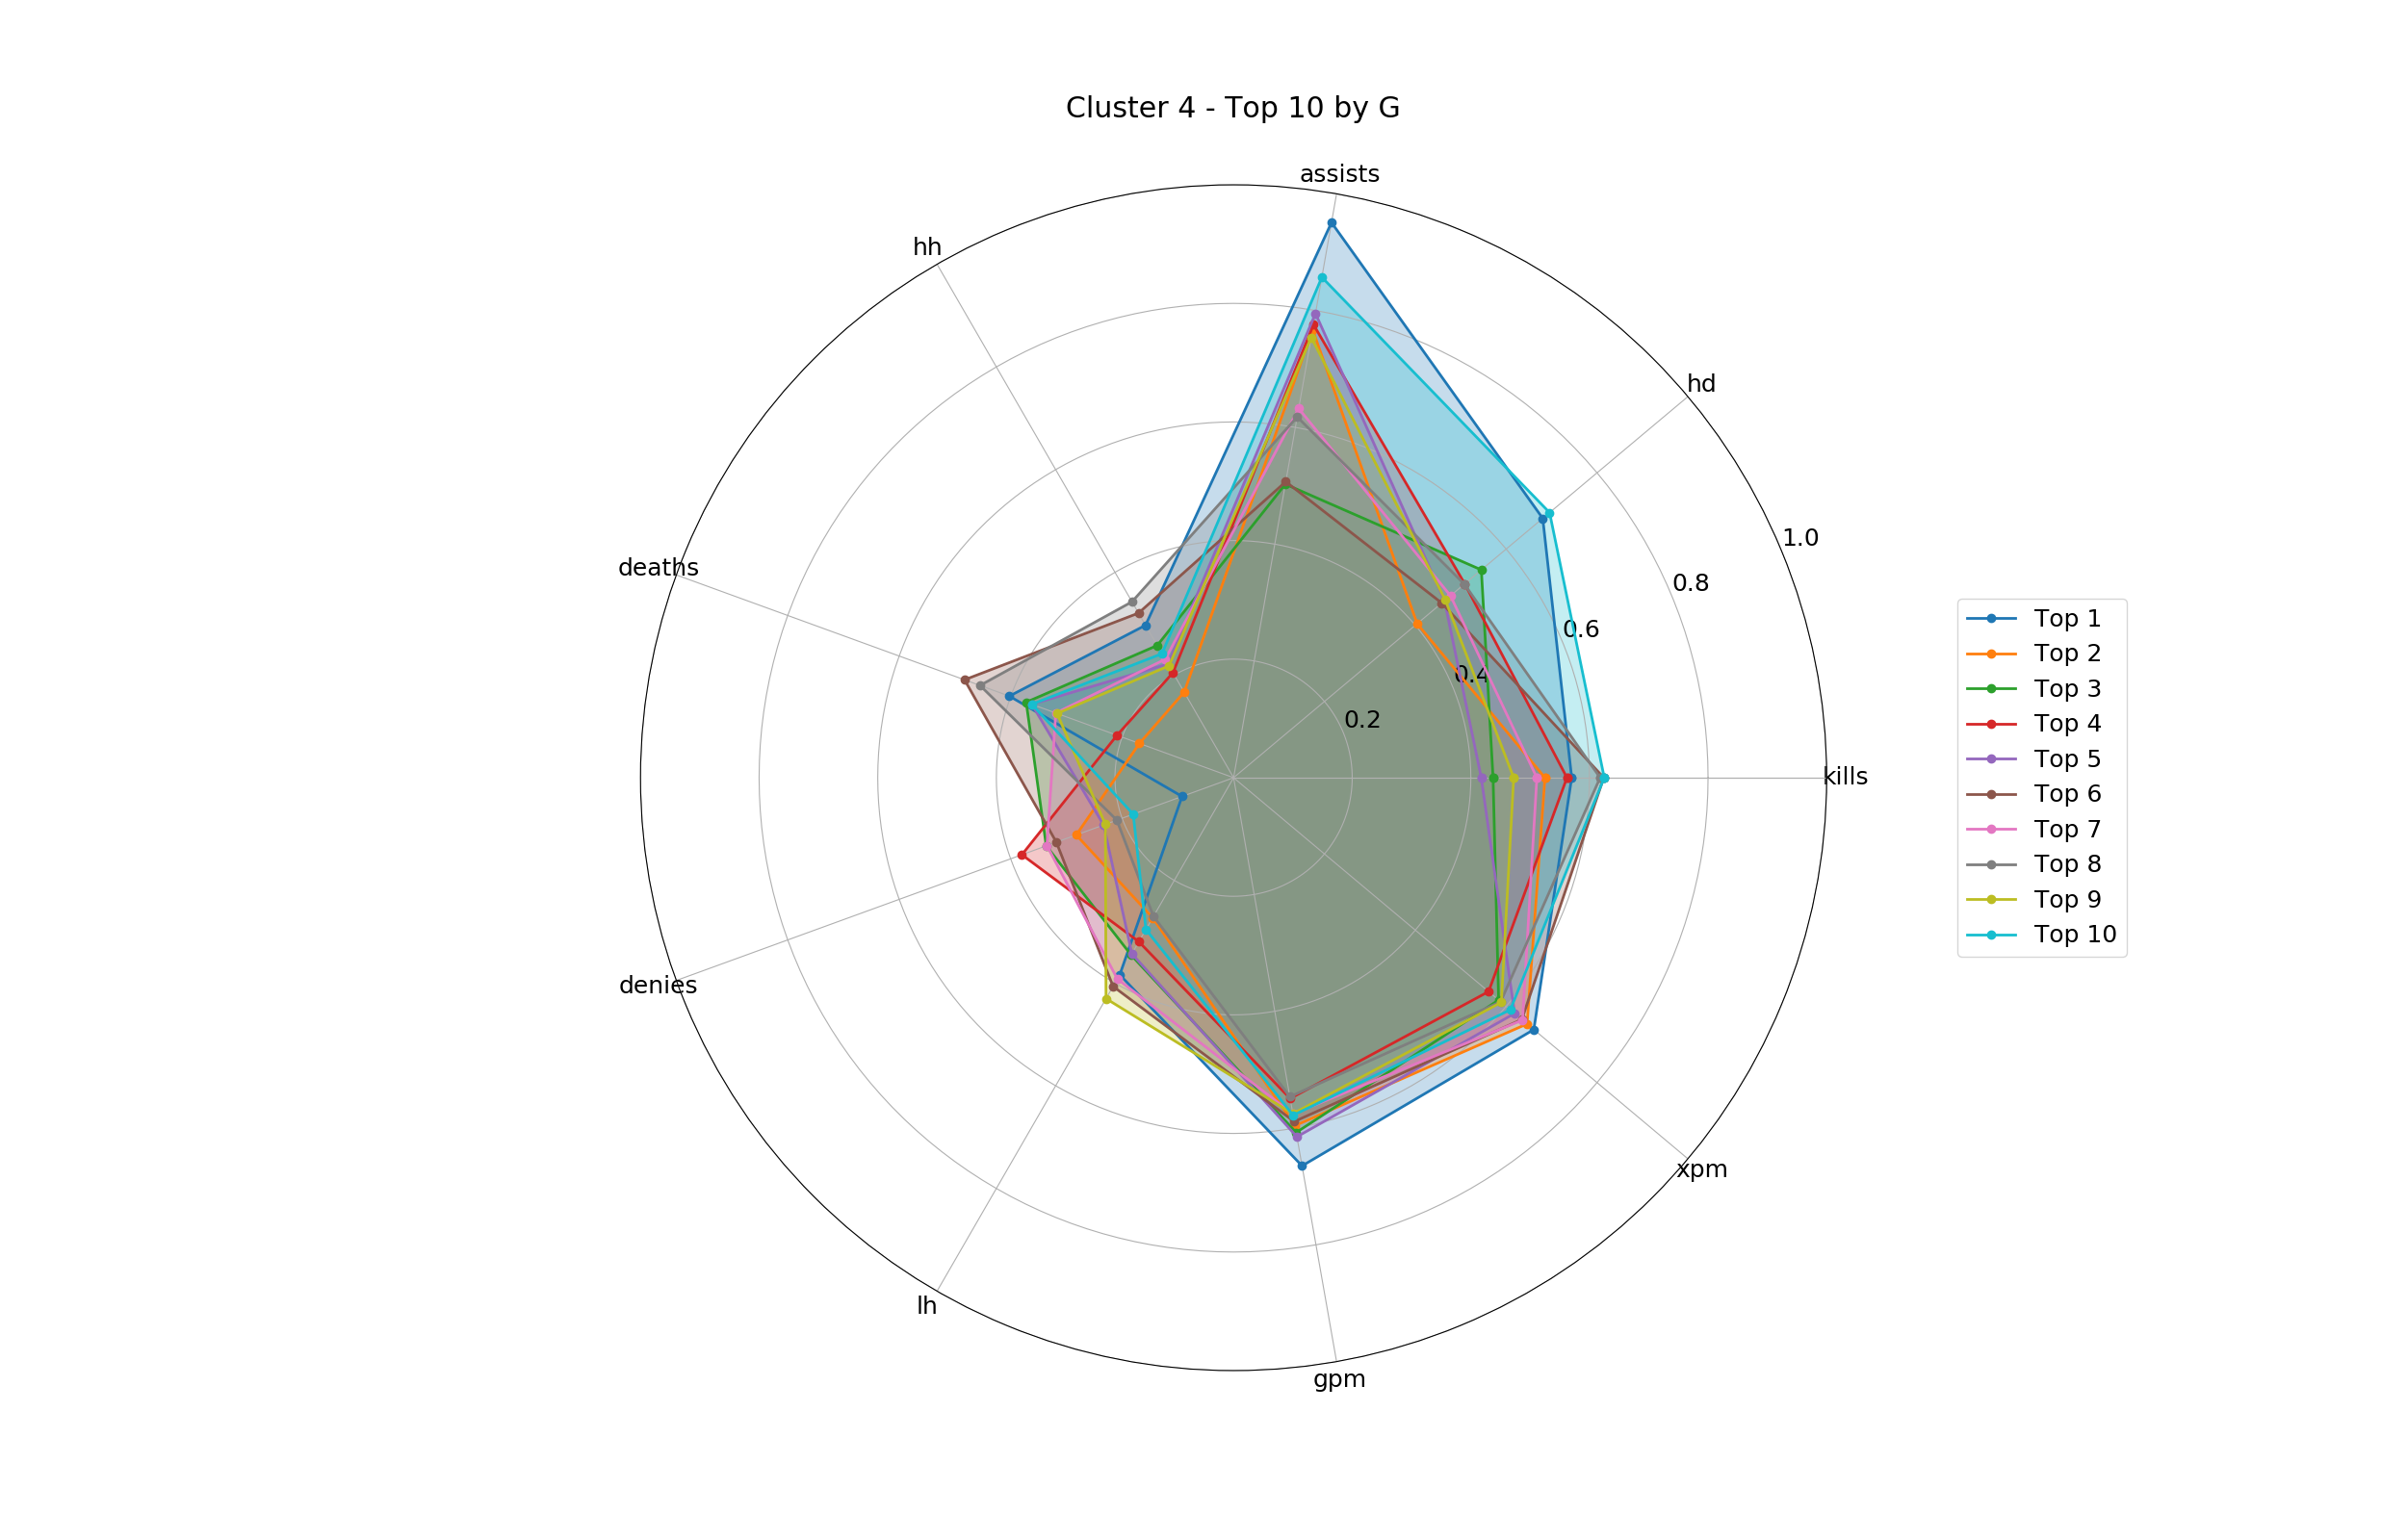 Cluster 4 - Top 10 by G
assists
hh
hd
deaths
1.0
0.8
0.6
0.4
0.2
kills
denies
xpm
lh
gpm
Top 1
Top 2
Top 3
Top 4
Top 5
Top 6
Top 7
Top 8
Top 9
Top 10